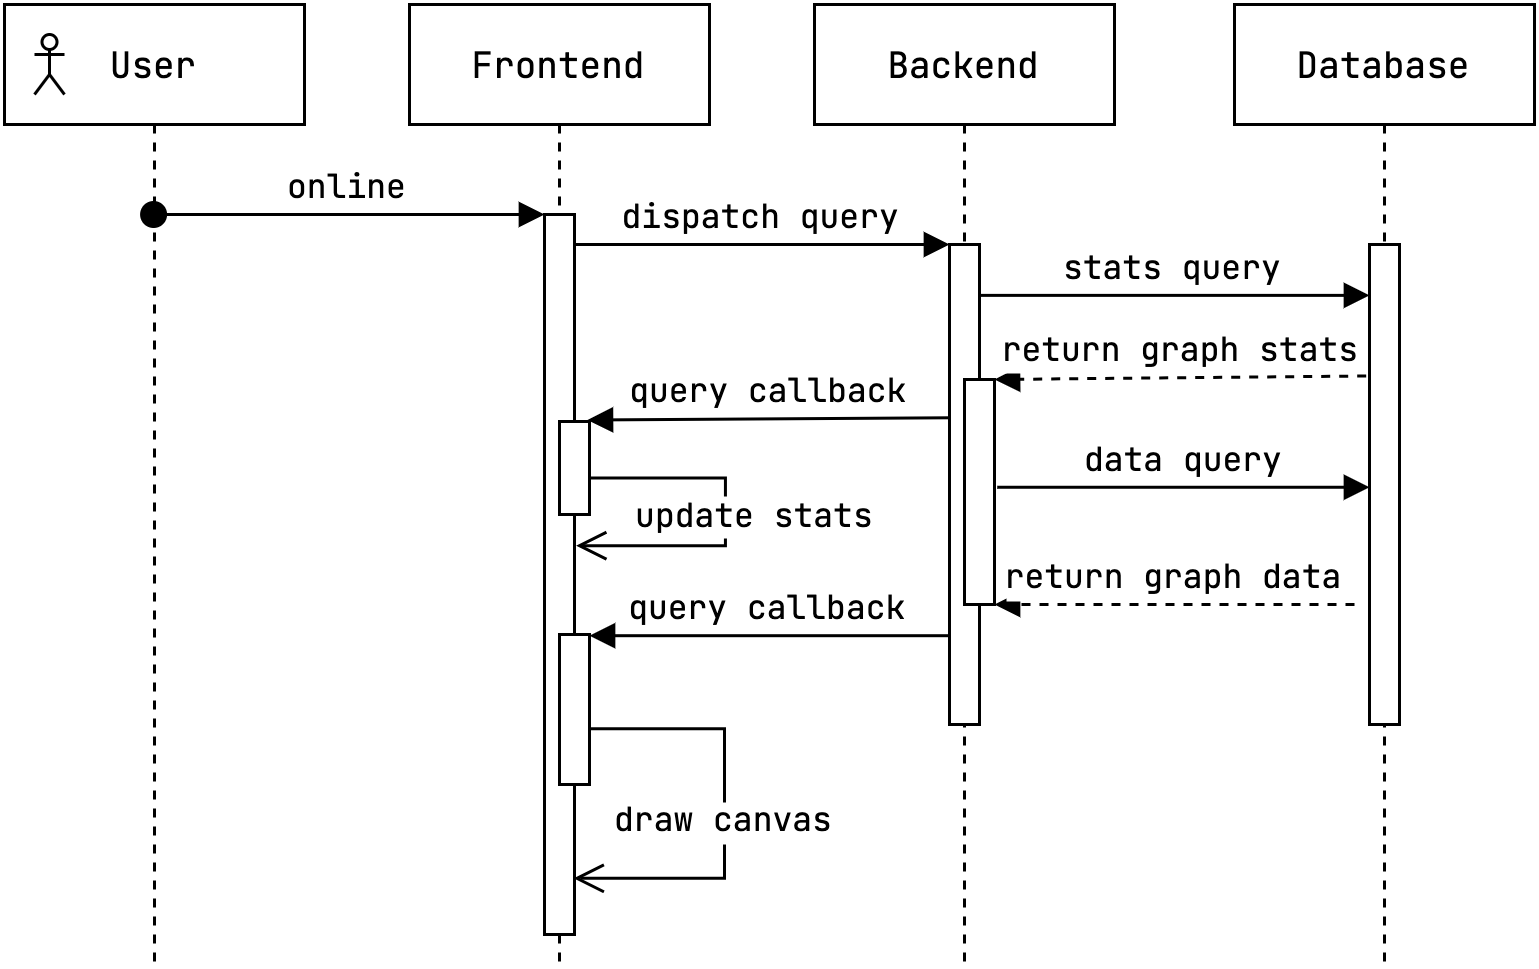 User
Frontend
Backend
Database
online
dispatch query
stats query
return graph stats
query callback
data query
update stats
return graph data
query callback
draw canvas